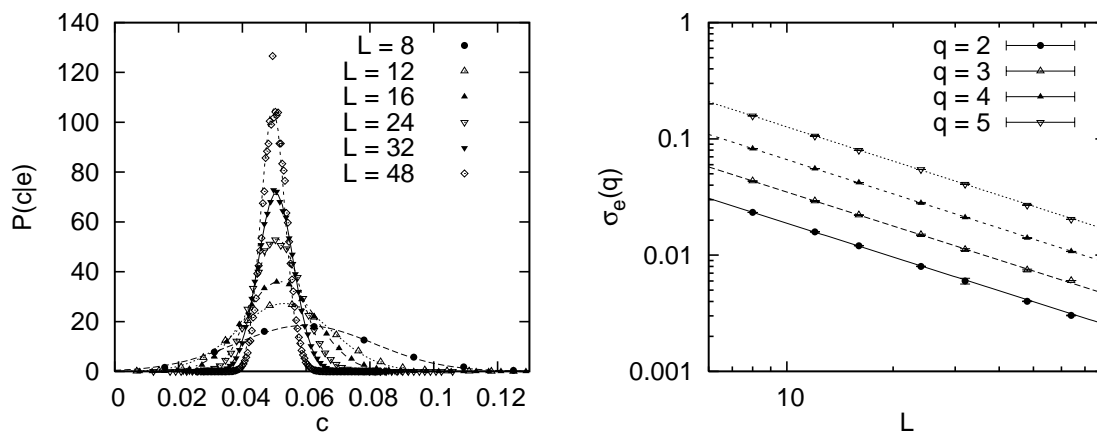 P(c|e)
140
120
100
80
60
40
20
0
0 0.02 0.04 0.06 0.08 0.10 0.12
c
L = 8
L = 12
L = 16
L = 24
L = 32
L = 48
σe(q)
1
0.1
0.01
0.001
10
L
q = 2
q = 3
q = 4
q = 5